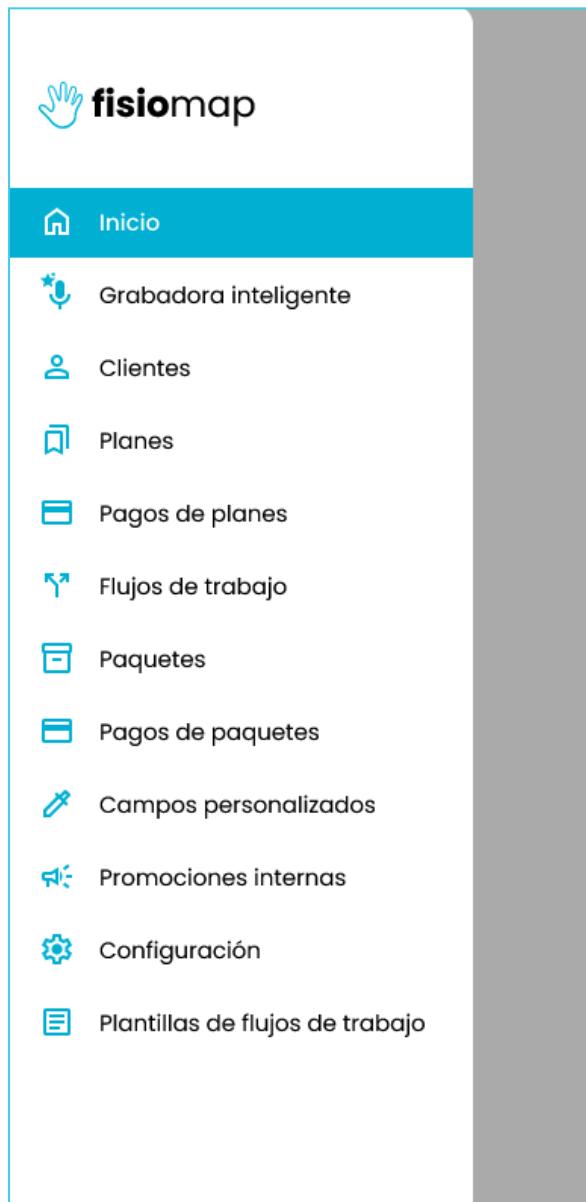 fisiomap
Inicio
Grabadora inteligente
Clientes
Planes
Pagos de planes
Flujos de trabajo
Paquetes
Pagos de paquetes
Campos personalizados
Promociones internas
Configuración
Plantillas de flujos de trabajo